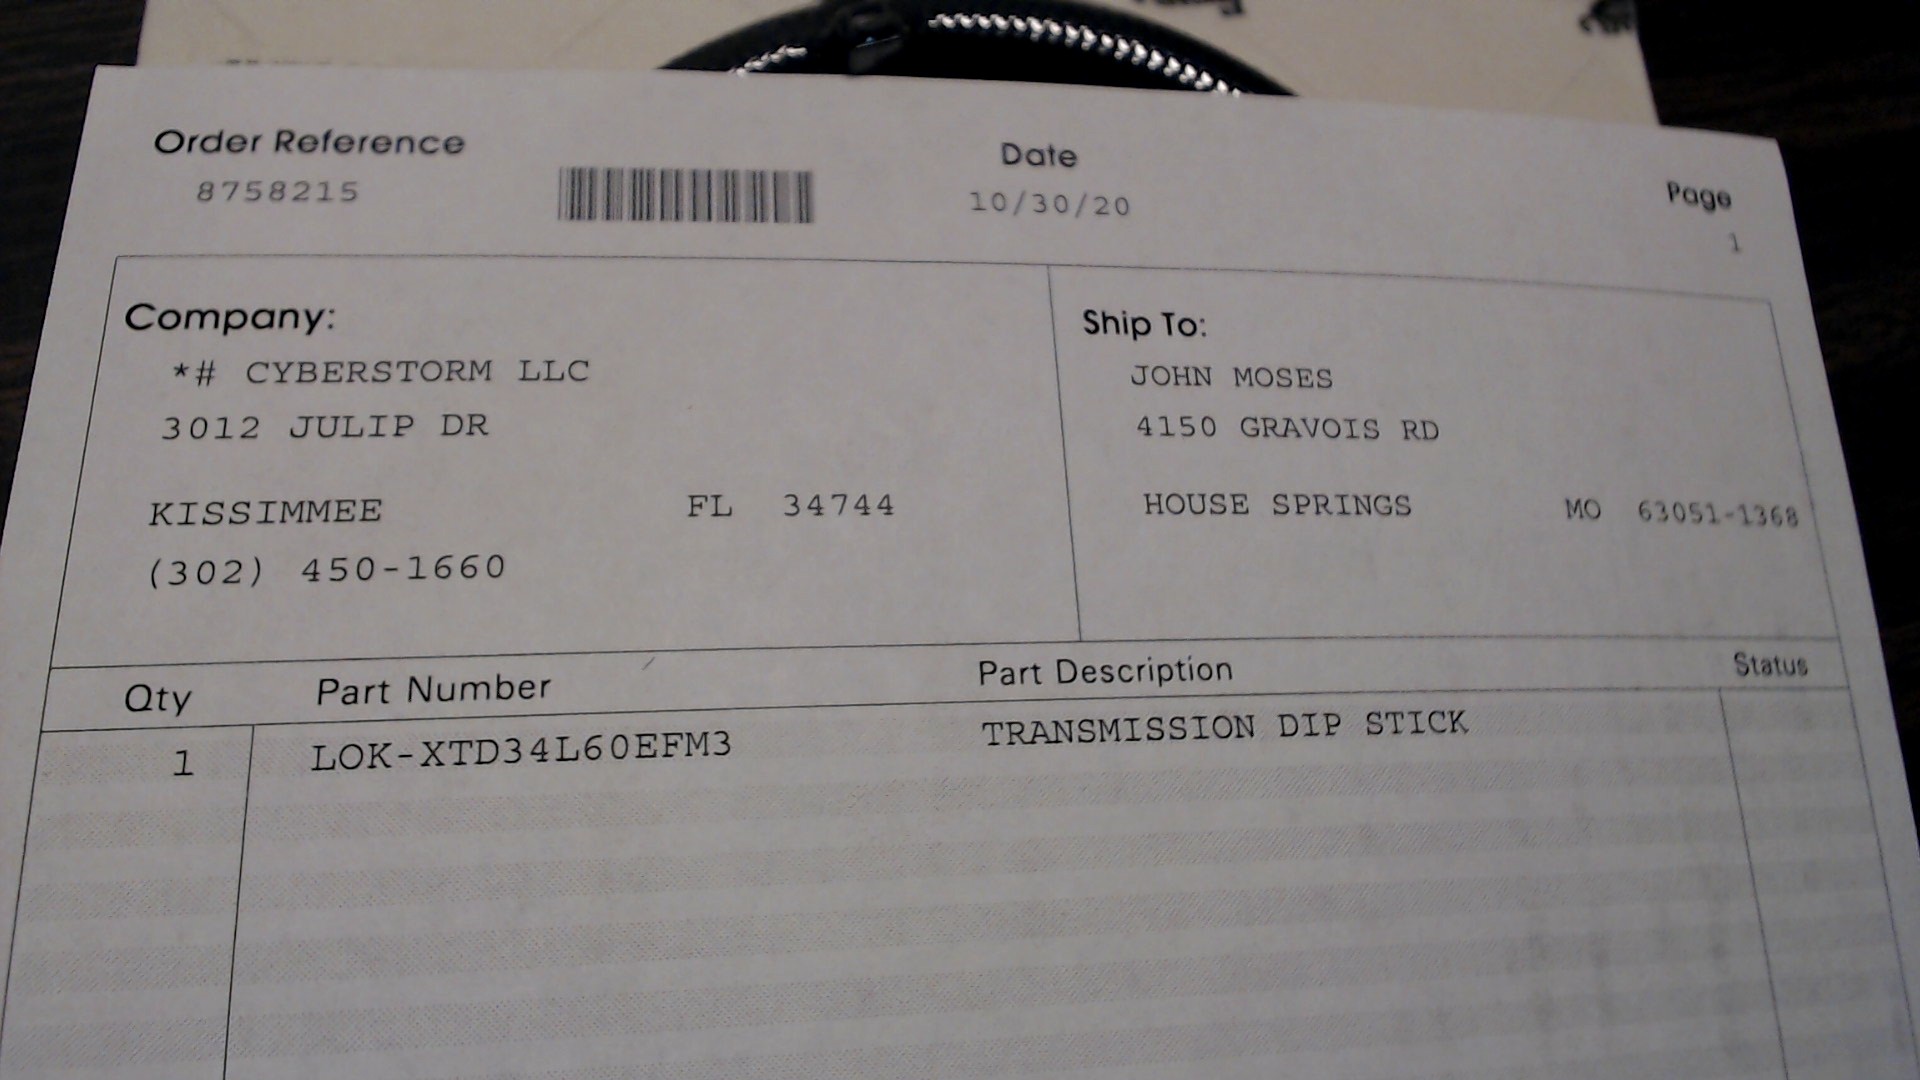 Order Reference
8758215
Date
10/30/20
Page
1
Company:
*# CYBERSTORM LLC
3012 JULIP DR
KISSIMMEE FL 34744
(302) 450-1660
Ship To:
JOHN MOSES
4150 GRAVOIS RD
HOUSE SPRINGS MO 63051-1368
Qty Part Number Part Description Status
1 LOK-XTD34L60EFM3 TRANSMISSION DIP STICK